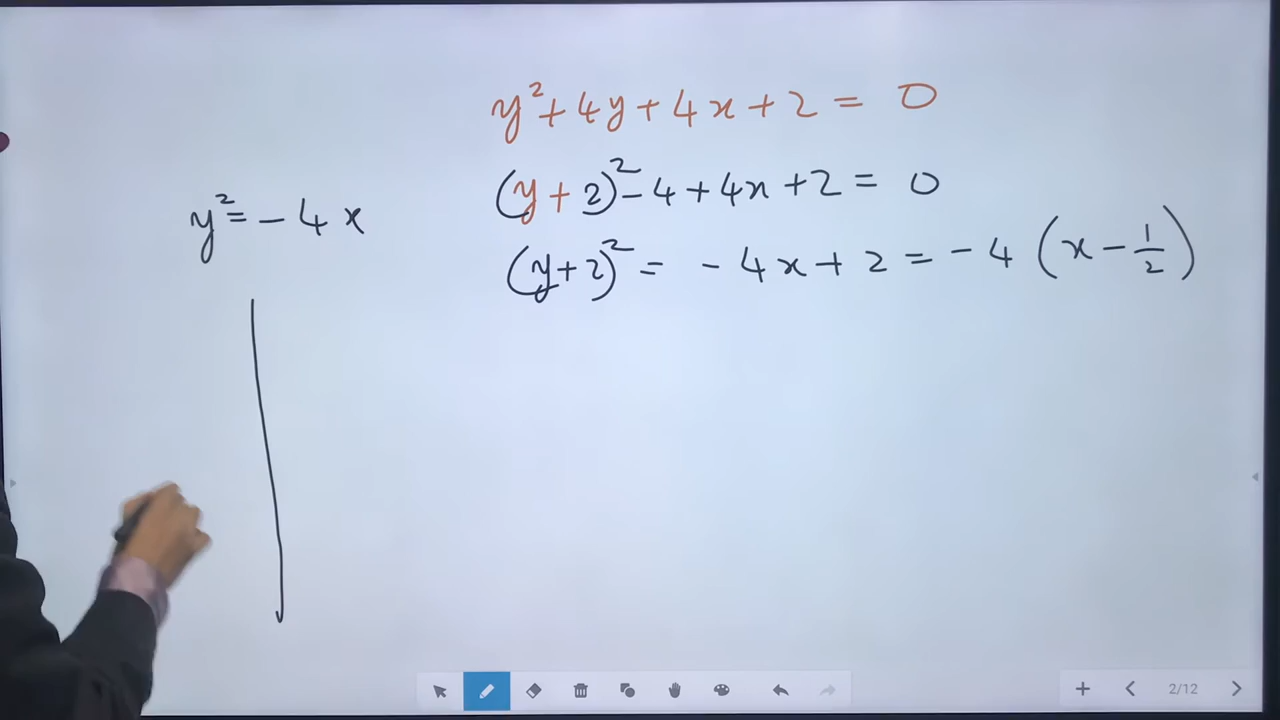 y² + 4y + 4x + 2 = 0
(y + 2)² - 4 + 4x + 2 = 0
y² = - 4x
(y + 2)² = - 4x + 2 = - 4 (x - 1/2)
2/12